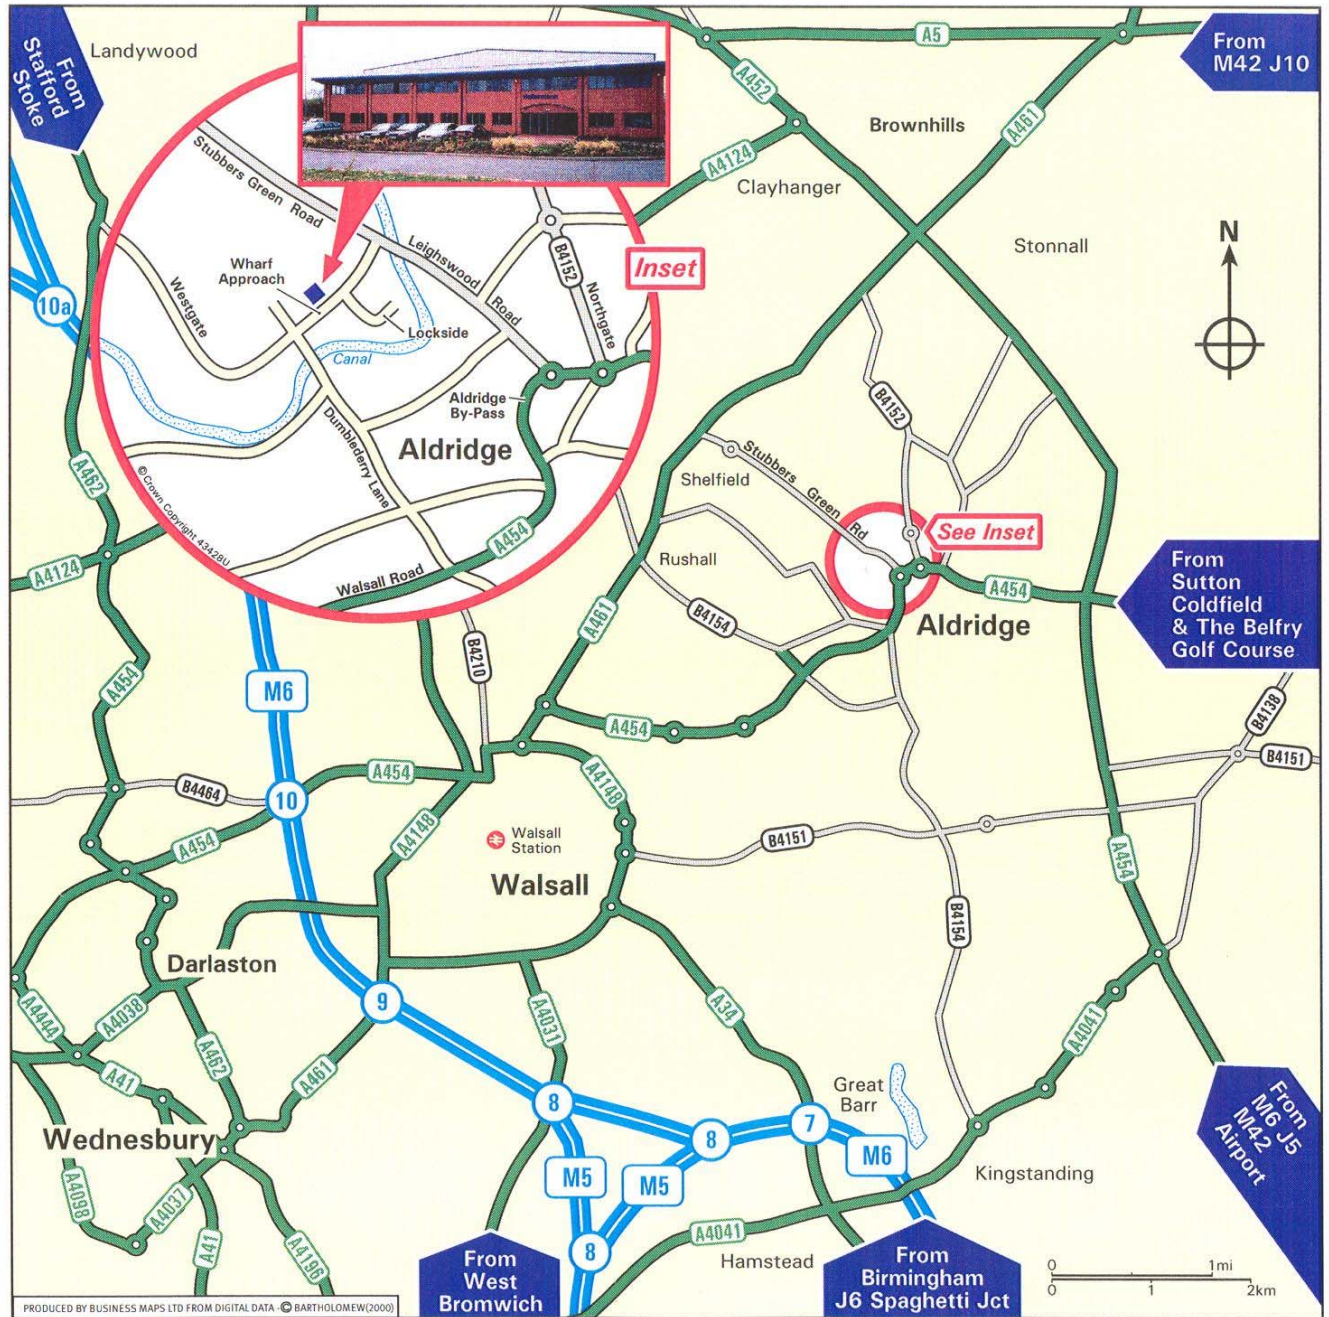 From
Stafford
Stoke
Landywood
A5
From
M42 J10
A452
A461
Brownhills
A4124
Clayhanger
Stonnall
N
Stubbers Green Road
Leighswood Road
B4152
Northgate
Inset
Wharf
Approach
Westgate
Lockside
Canal
Aldridge
By-Pass
Aldridge
Dumblederry Lane
© Crown Copyright 43428U
A454
Walsall Road
10a
A462
A4124
B4152
Stubbers Green Rd
Shelfield
See Inset
Rushall
A454
Aldridge
From
Sutton
Coldfield
& The Belfry
Golf Course
A461
B4154
B4210
A454
M6
A454
B4138
B4151
B4464
10
A454
A4148
A4148
A454
Walsall
Station
B4151
Walsall
A454
B4154
Darlaston
9
A4444
A4038
A462
A461
A4031
A34
A4041
A41
8
8
7
Great
Barr
M6
From
M6 J5
M42
Airport
Wednesbury
M5
M5
Kingstanding
A4098
A4037
A41
A4196
8
A4041
Hamstead
From
West
Bromwich
From
Birmingham
J6 Spaghetti Jct
0 1mi
0 1 2km
PRODUCED BY BUSINESS MAPS LTD FROM DIGITAL DATA - © BARTHOLOMEW(2000)